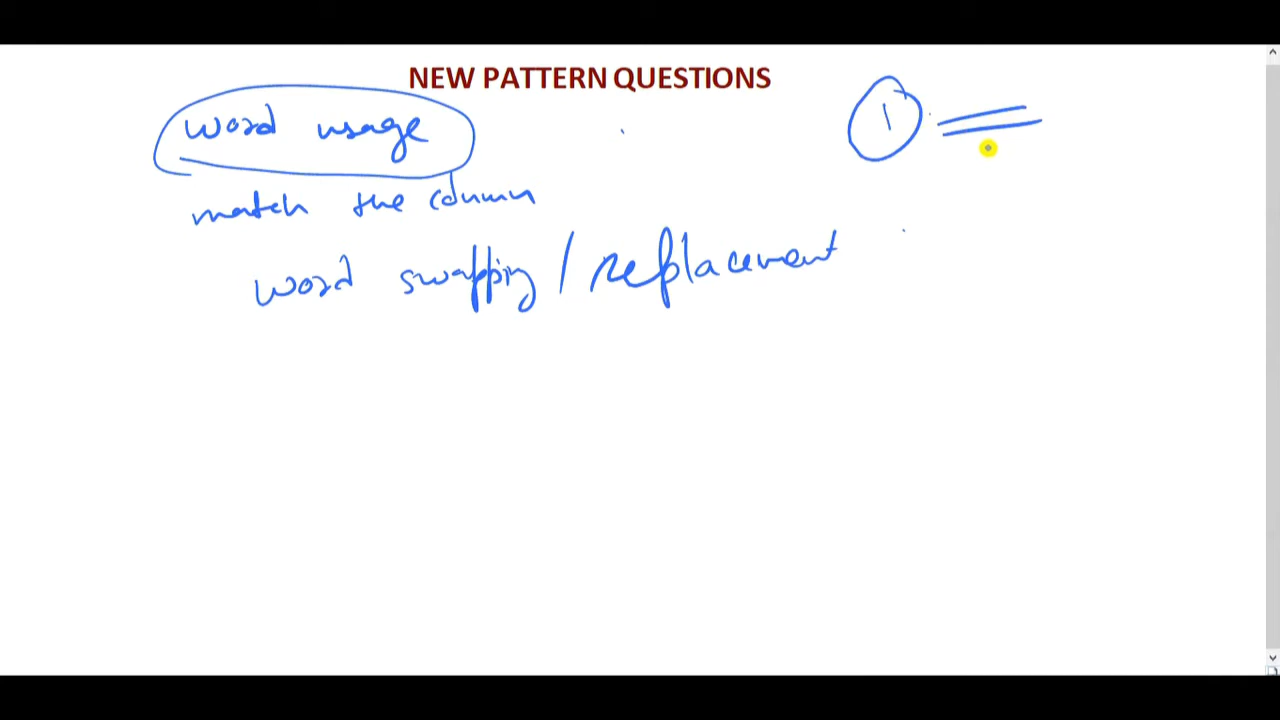 NEW PATTERN QUESTIONS
word usage
1
match the column
word swapping / replacement